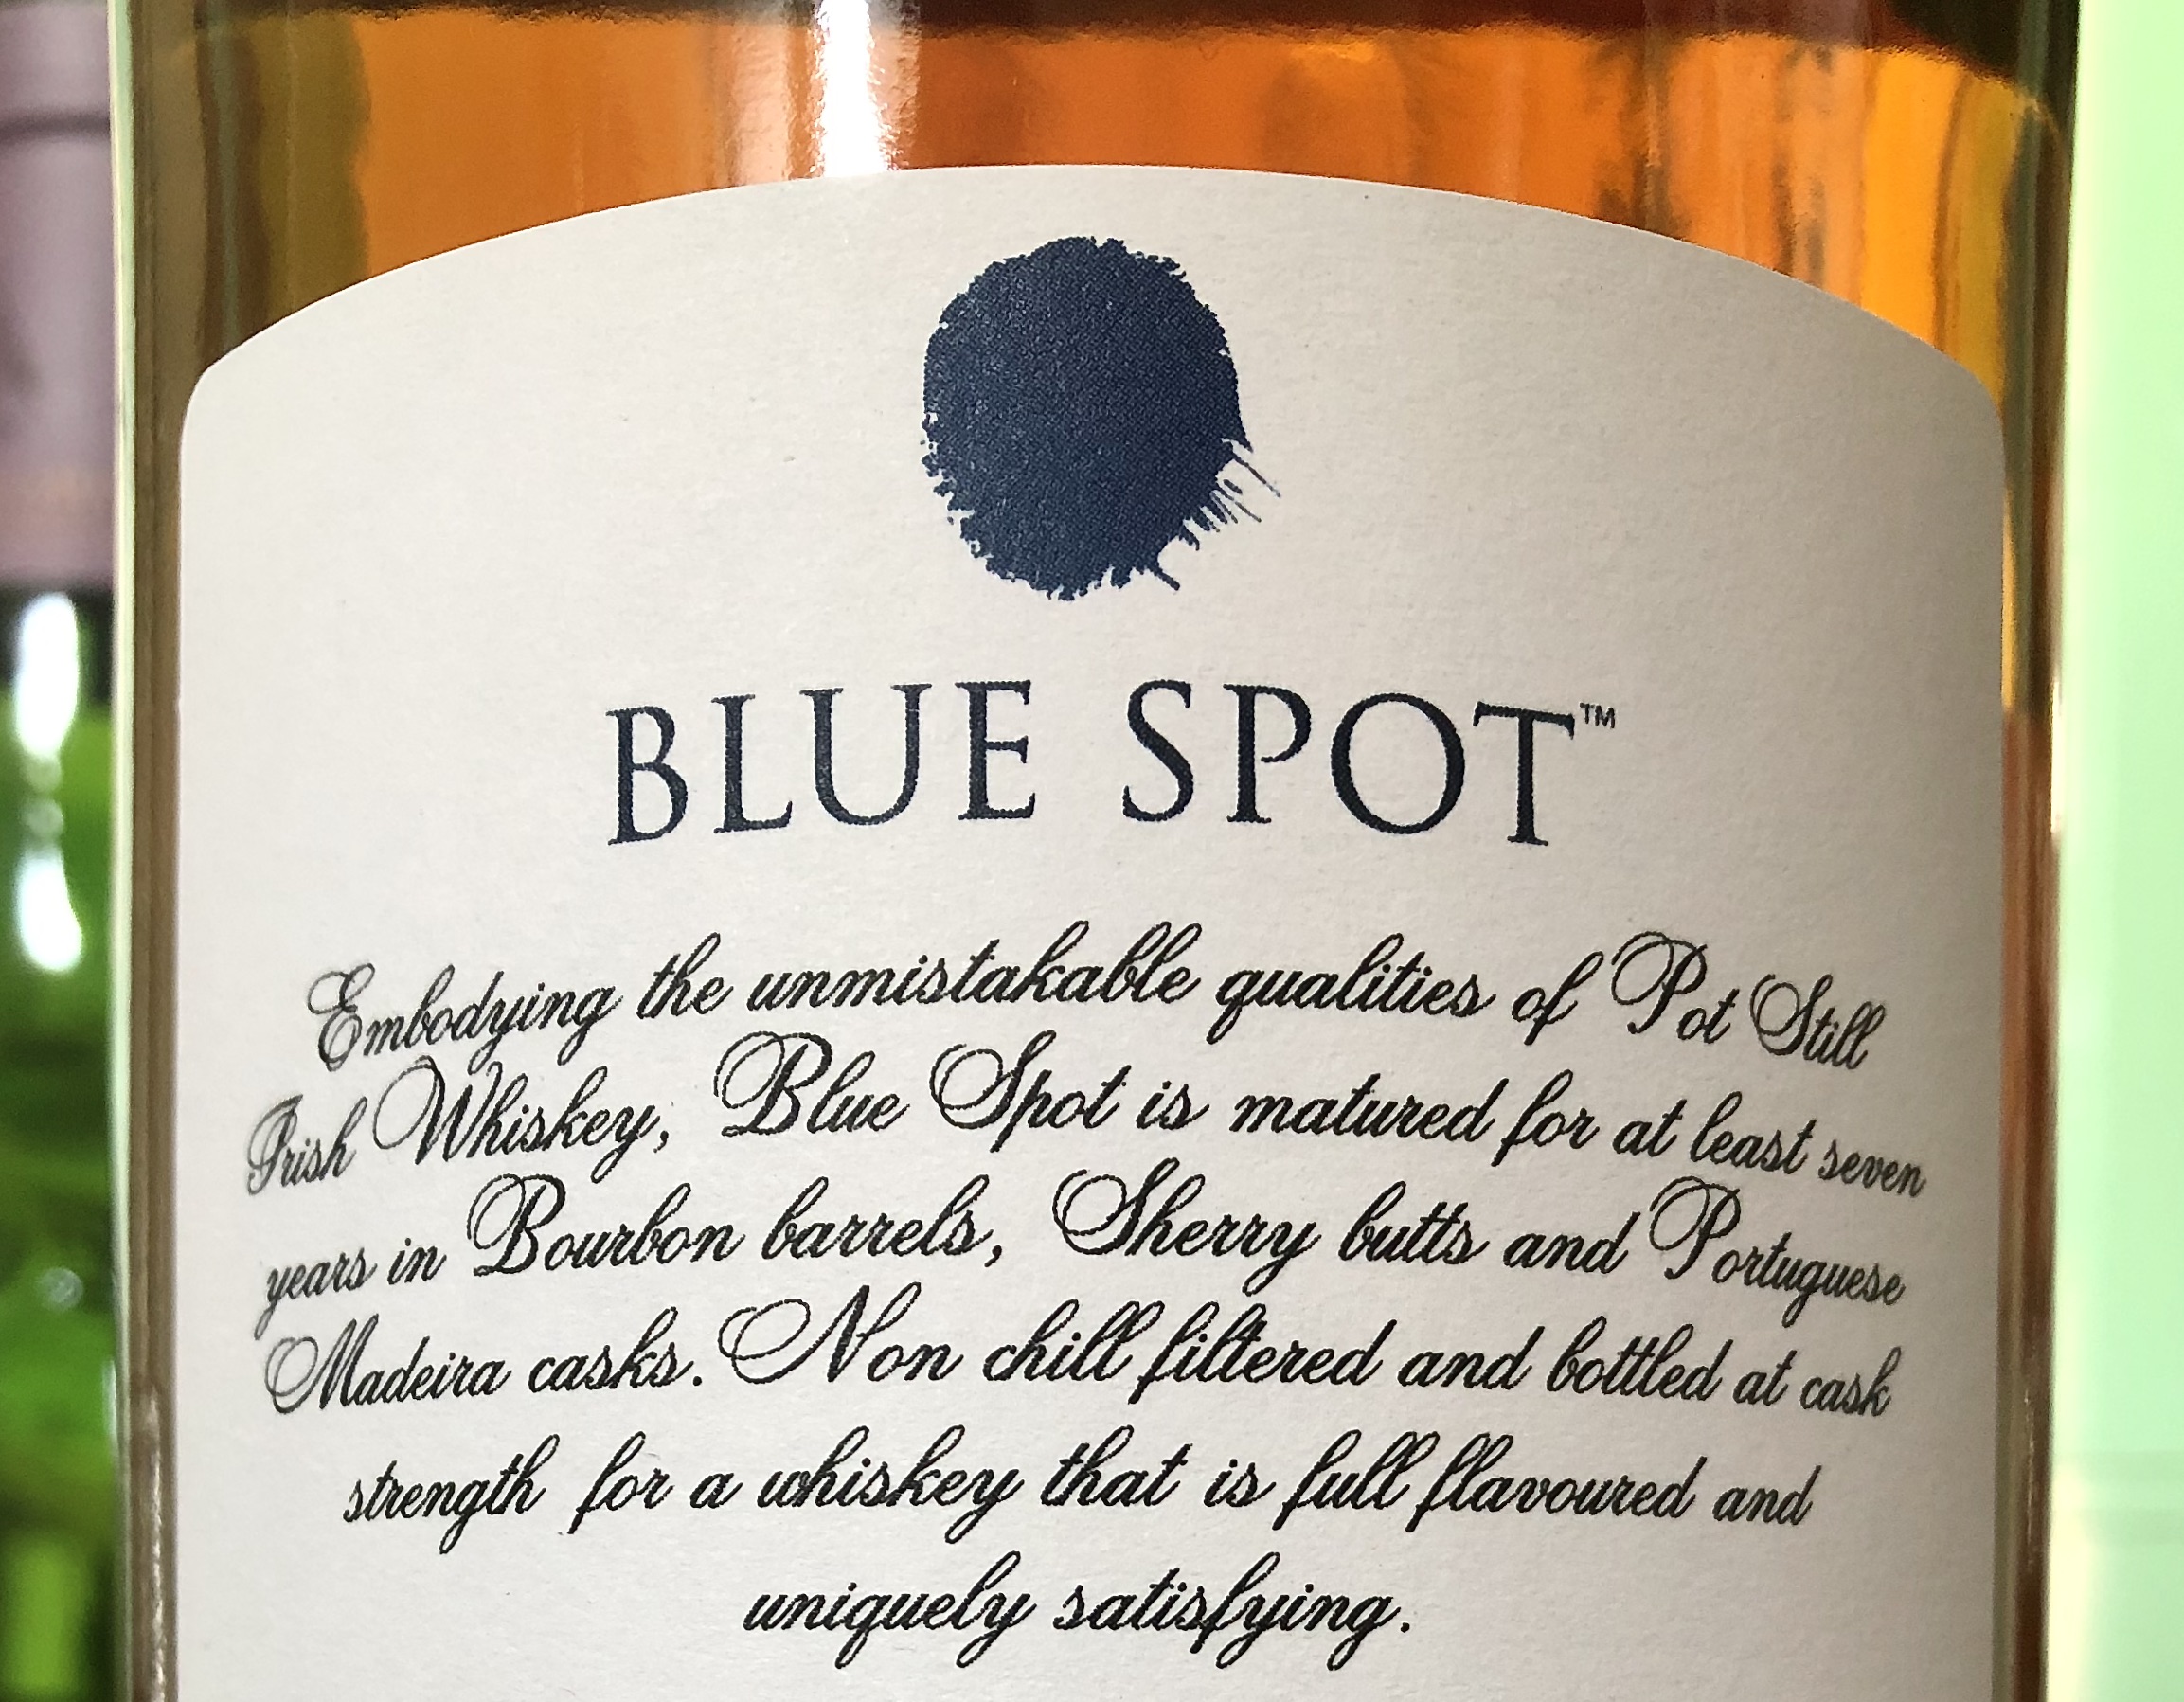 BLUE SPOT™
Embodying the unmistakable qualities of Pot Still
Irish Whiskey, Blue Spot is matured for at least seven
years in Bourbon barrels, Sherry butts and Portuguese
Madeira casks. Non chill filtered and bottled at cask
strength for a whiskey that is full flavoured and
uniquely satisfying.